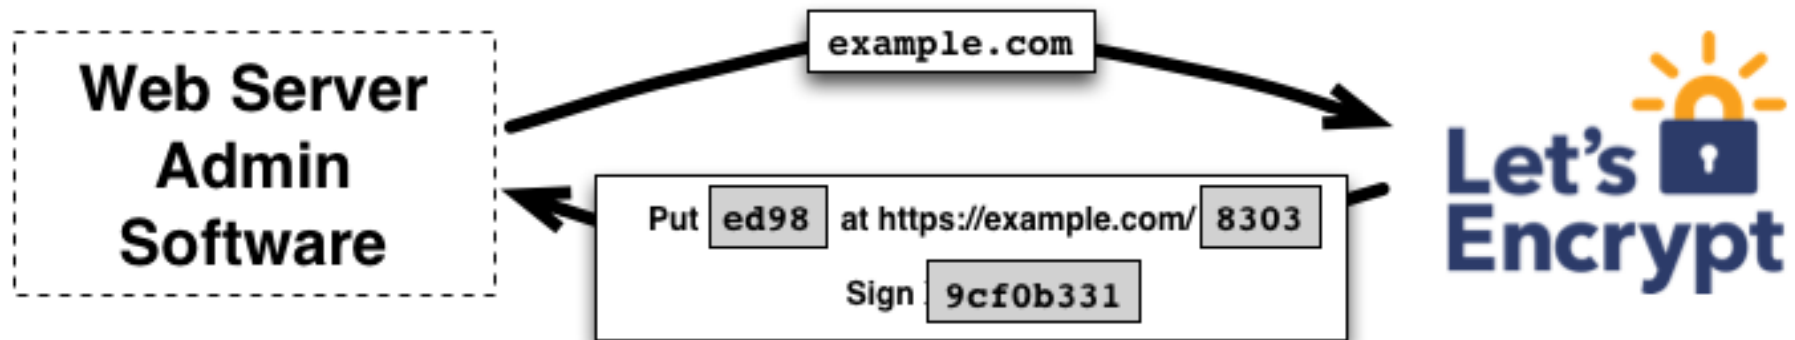 Web Server
Admin
Software
example.com
Put ed98 at https://example.com/ 8303
Sign 9cf0b331
Let's
Encrypt